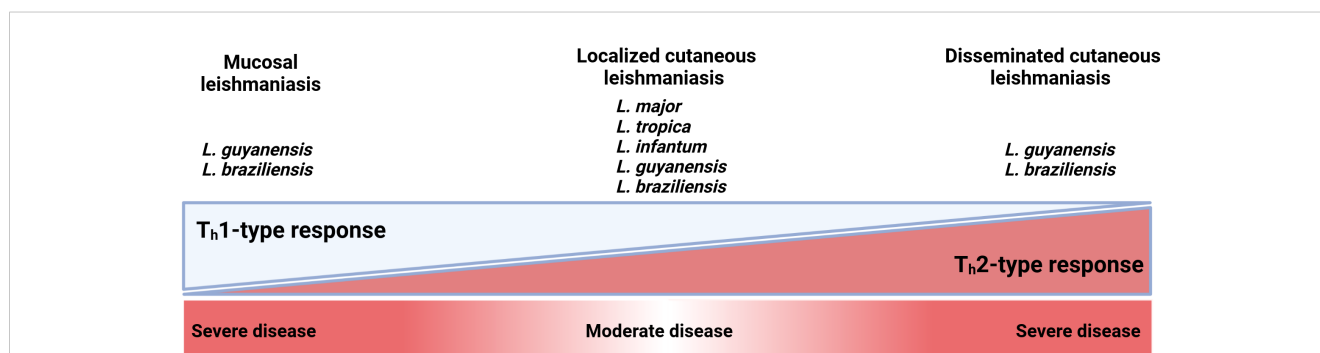 Mucosal
leishmaniasis
L. guyanensis
L. braziliensis
Localized cutaneous
leishmaniasis
L. major
L. tropica
L. infantum
L. guyanensis
L. braziliensis
Disseminated cutaneous
leishmaniasis
L. guyanensis
L. braziliensis
Th1-type response
Th2-type response
Severe disease
Moderate disease
Severe disease